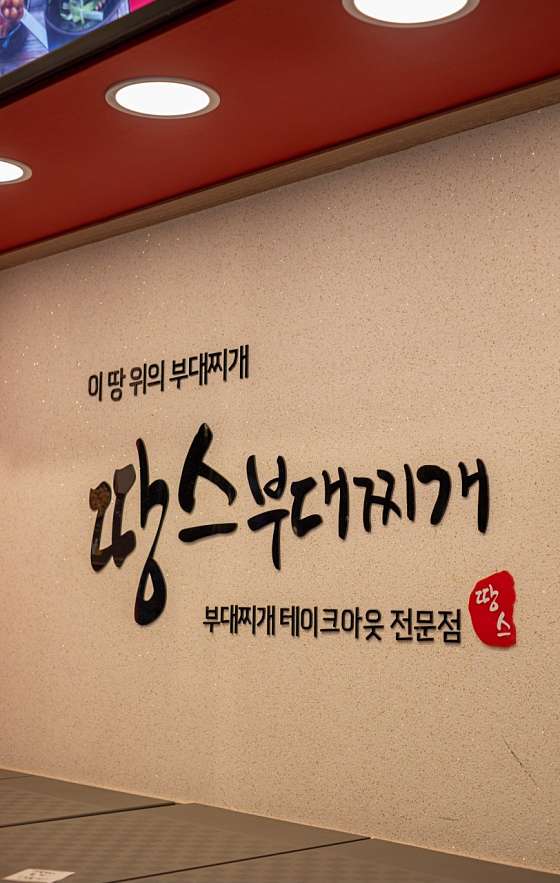 이 땅 위의 부대찌개
땅스부대찌개
부대찌개 테이크아웃 전문점
땅
스